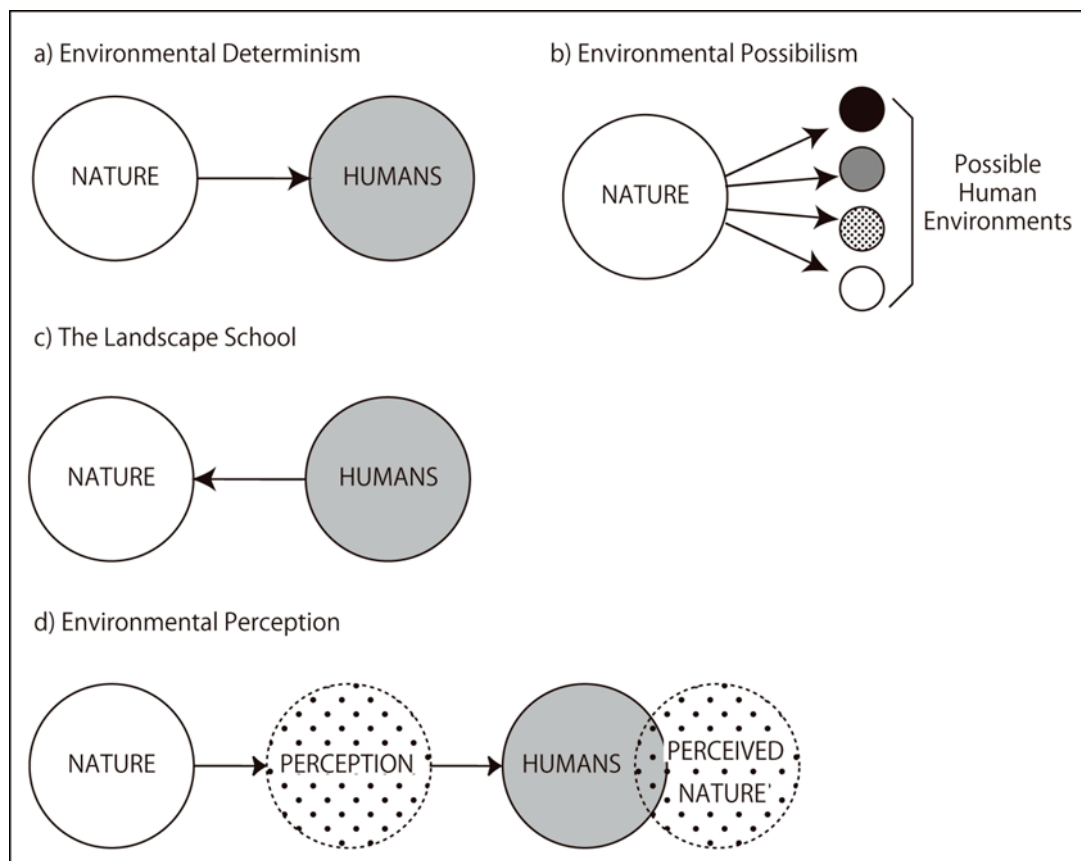 a) Environmental Determinism
NATURE
HUMANS
b) Environmental Possibilism
NATURE
Possible
Human
Environments
c) The Landscape School
NATURE
HUMANS
d) Environmental Perception
NATURE
PERCEPTION
HUMANS
PERCEIVED
NATURE'